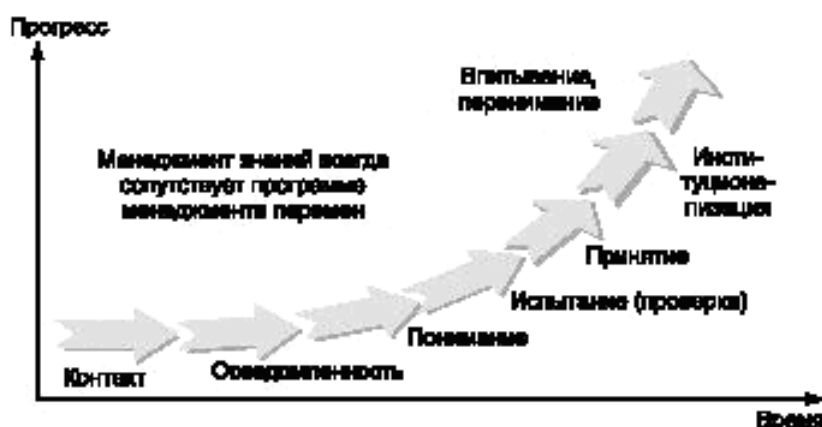 Прогресс
Впитывание,
перенимание
Менеджмент знаний всегда
сопутствует программе
менеджмента перемен
Инсти-
туциона-
лизация
Принятие
Испытание (проверка)
Понимание
Осведомленность
Контакт
Время